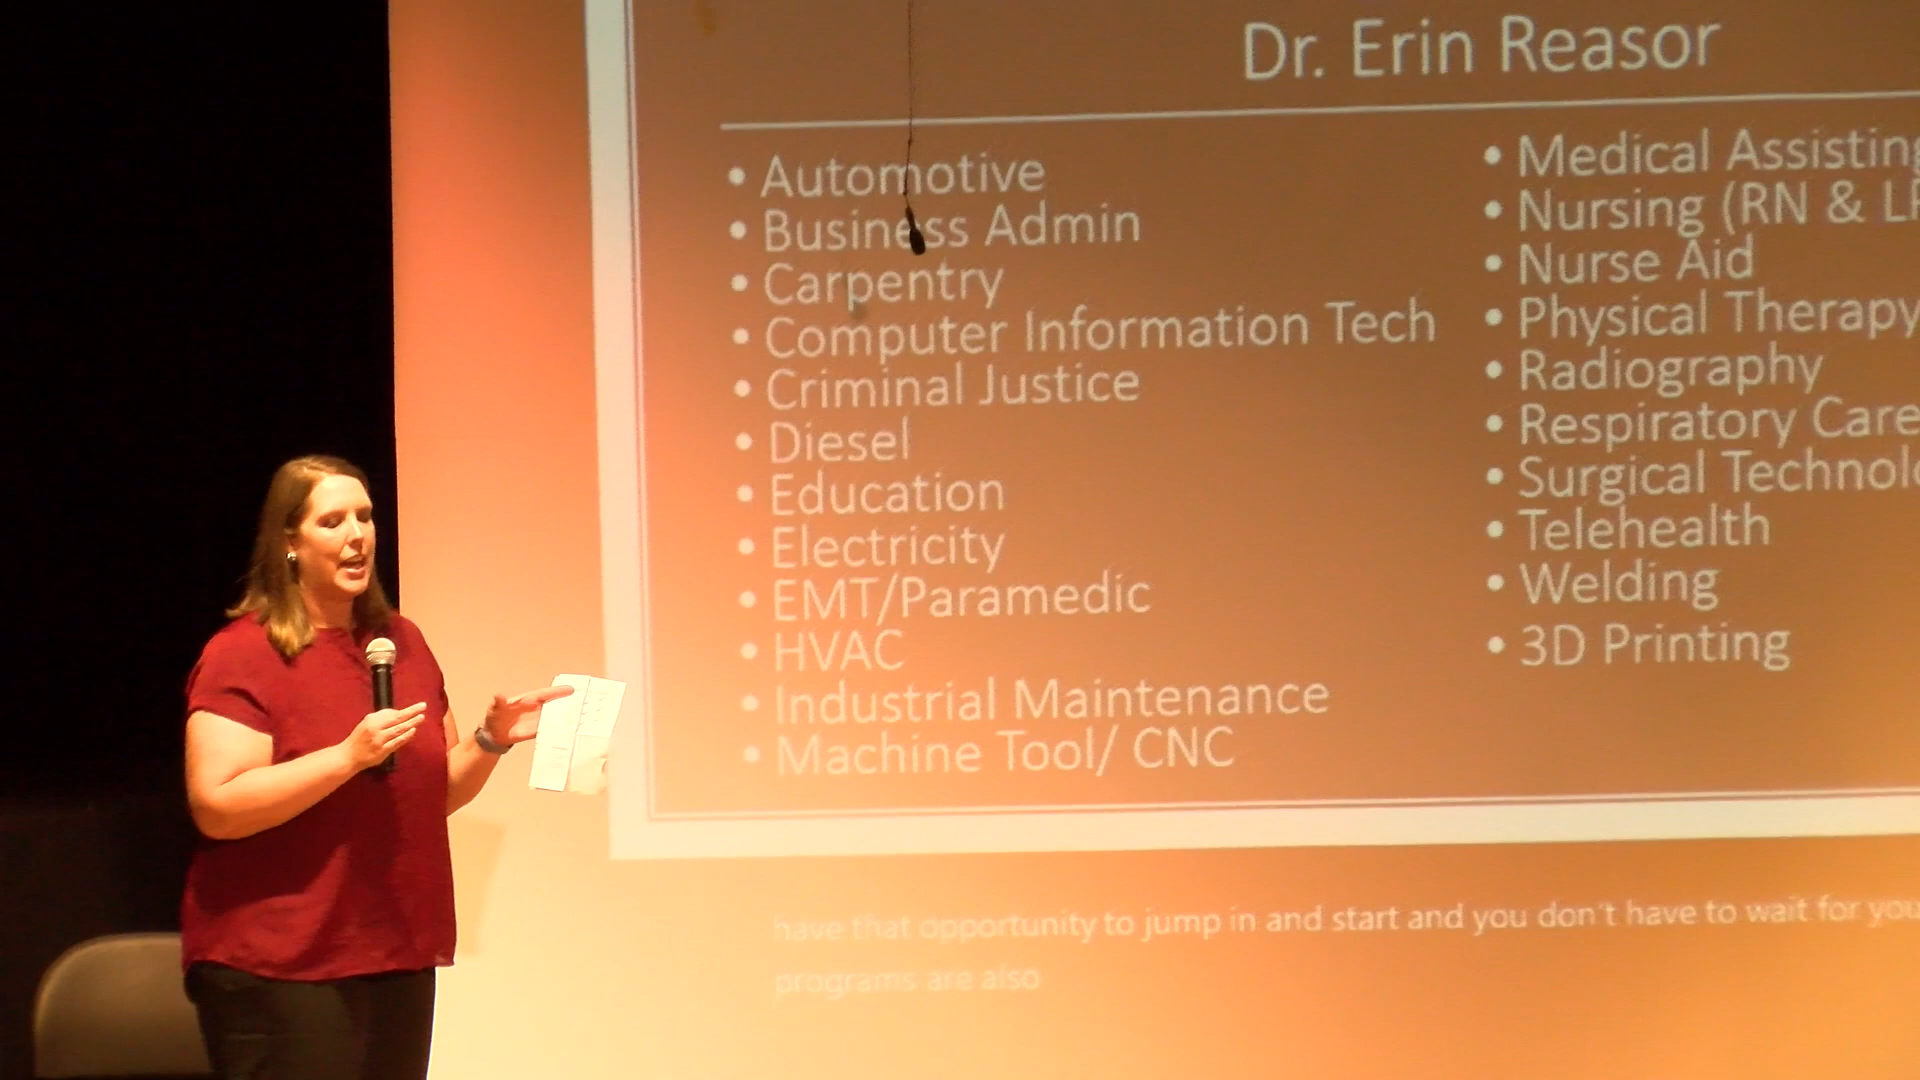 Dr. Erin Reasor
• Automotive
• Business Admin
• Carpentry
• Computer Information Tech
• Criminal Justice
• Diesel
• Education
• Electricity
• EMT/Paramedic
• HVAC
• Industrial Maintenance
• Machine Tool/ CNC
• Medical Assisting
• Nursing (RN & LP
• Nurse Aid
• Physical Therapy
• Radiography
• Respiratory Care
• Surgical Technolo
• Telehealth
• Welding
• 3D Printing
have that opportunity to jump in and start and you don't have to wait for you
programs are also